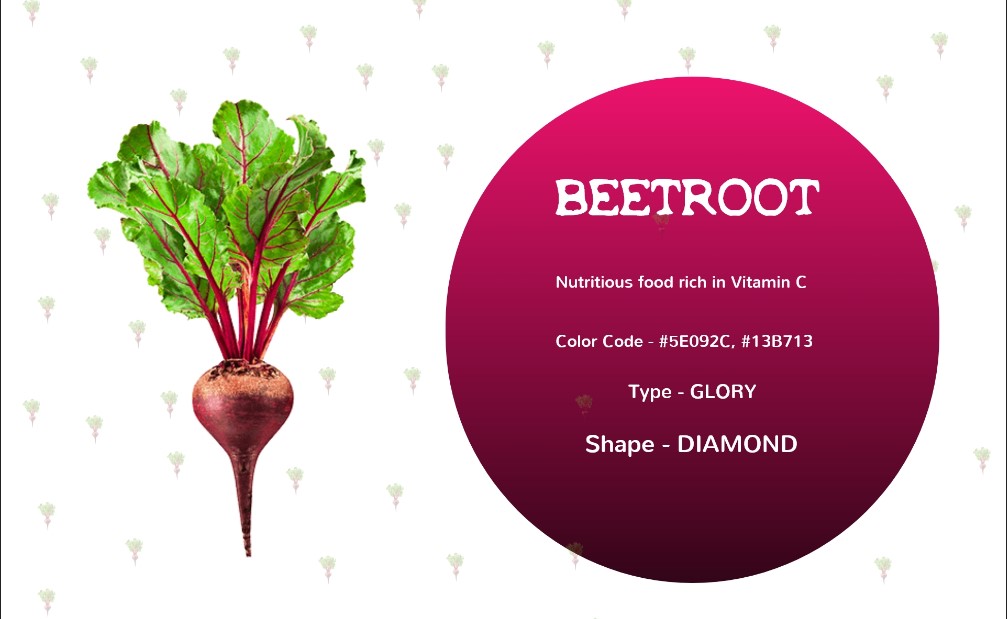 BEETROOT
Nutritious food rich in Vitamin C
Color Code - #5E092C, #13B713
Type - GLORY
Shape - DIAMOND